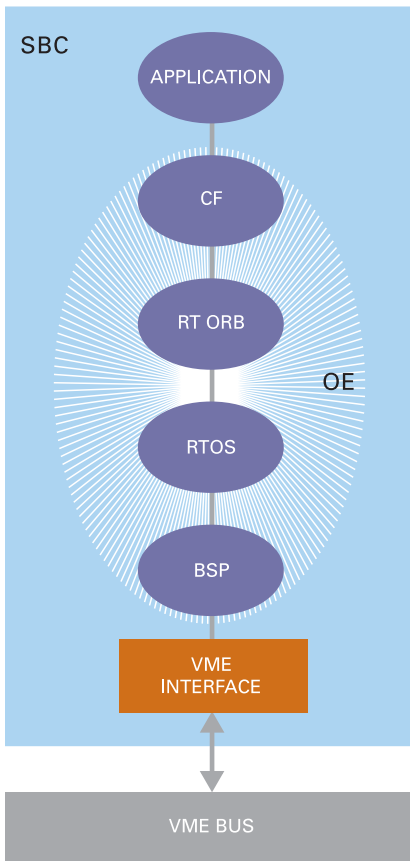 SBC
APPLICATION
CF
RT ORB
OE
RTOS
BSP
VME
INTERFACE
VME BUS